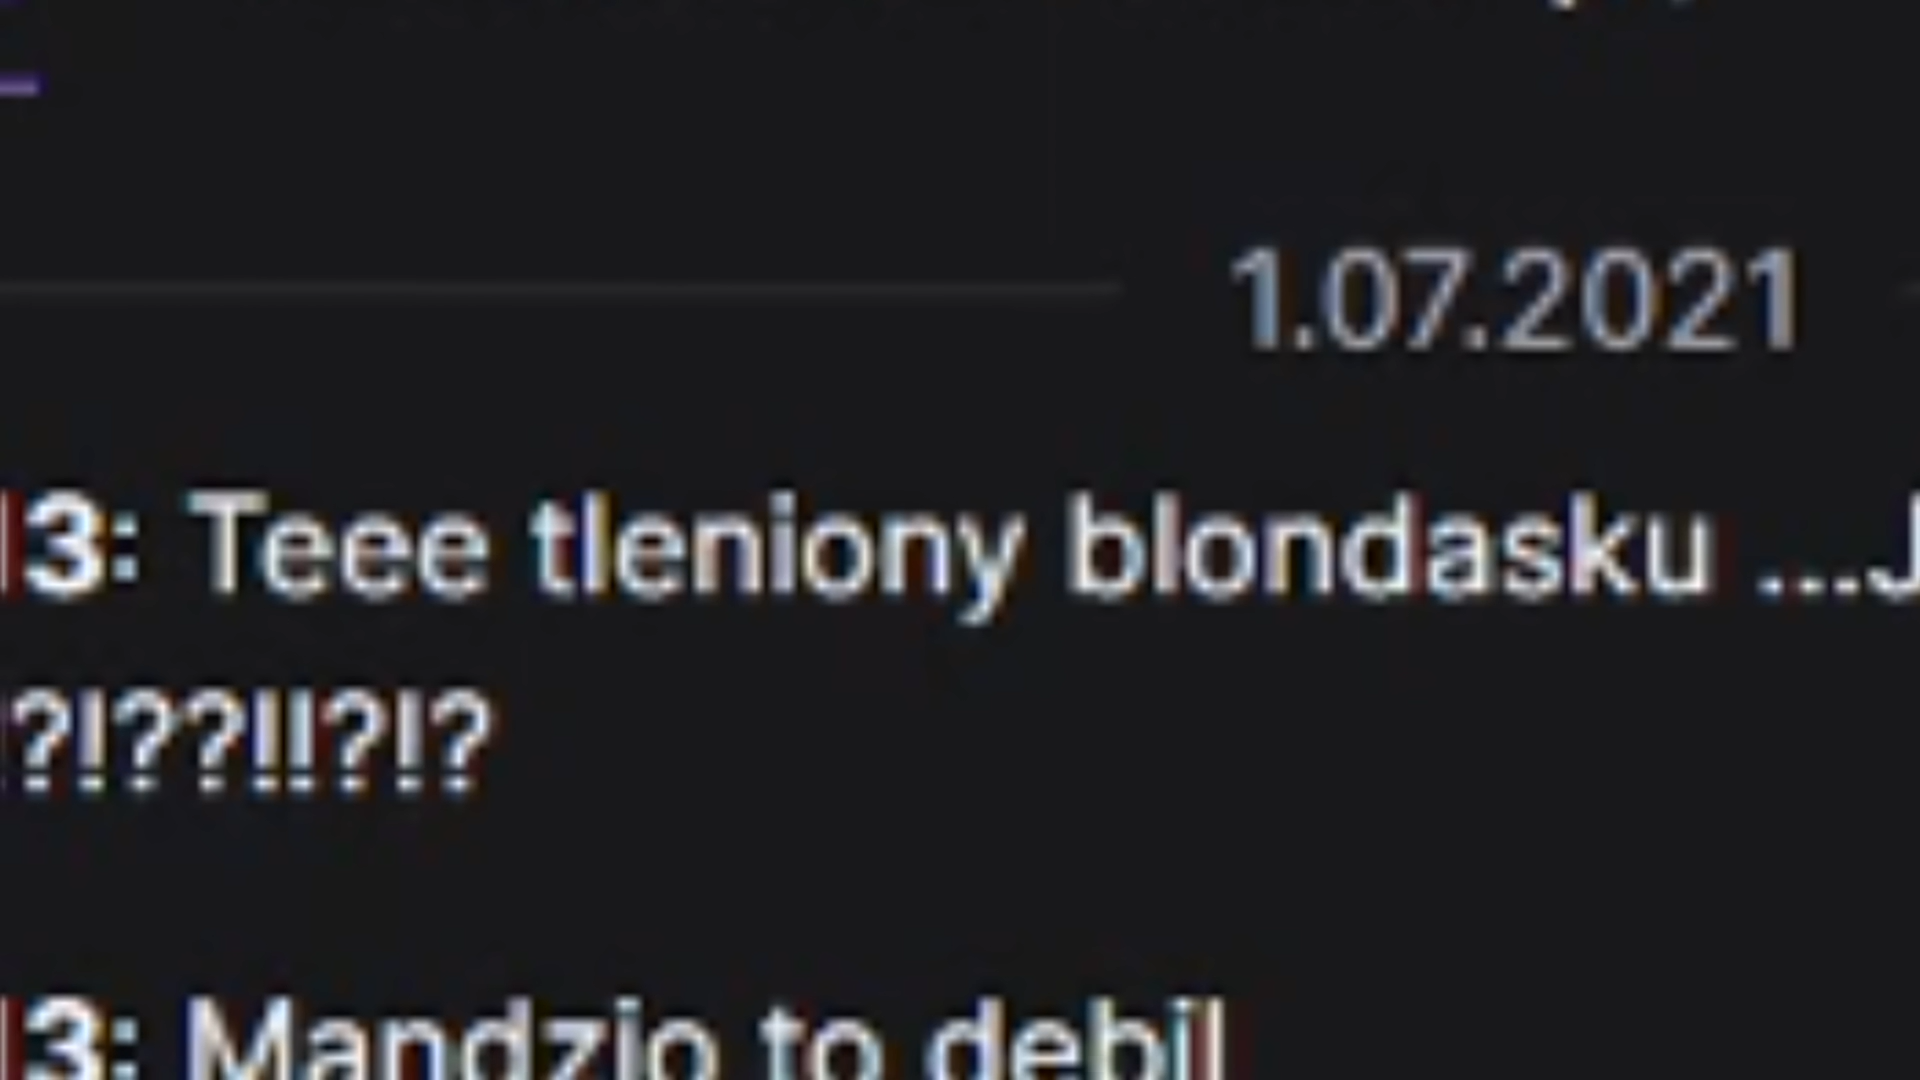 1.07.2021
3: Teee tleniony blondasku ...J
?!??!!?!?
3: Mandzio to debil